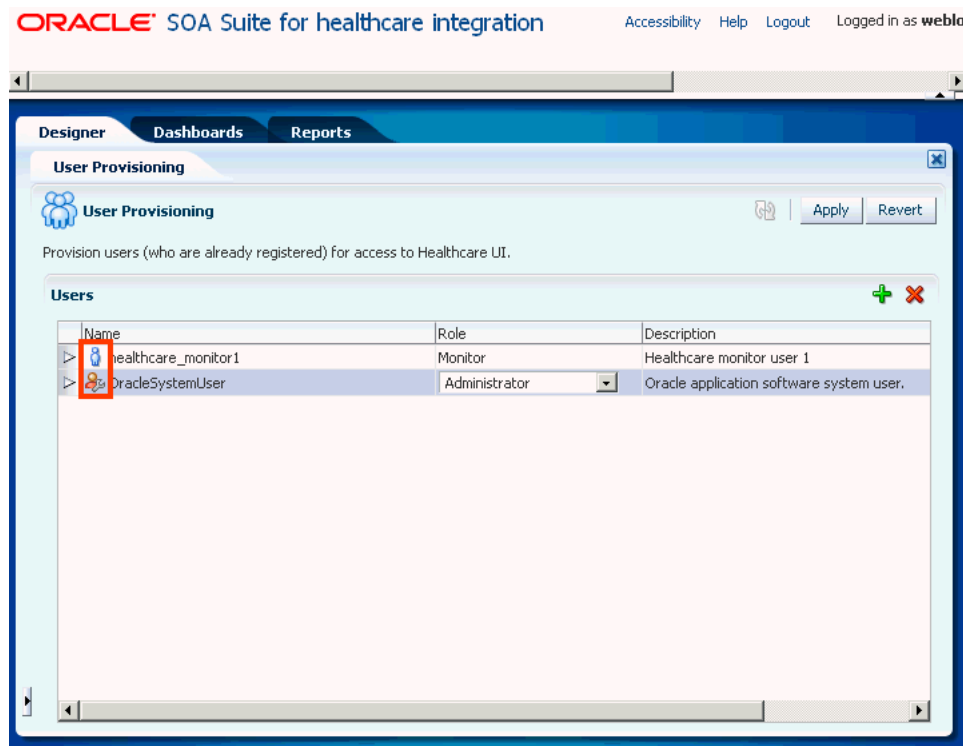 ORACLE SOA Suite for healthcare integration Accessibility Help Logout Logged in as weblo
Designer Dashboards Reports
User Provisioning
User Provisioning Apply Revert
Provision users (who are already registered) for access to Healthcare UI.
Users
Name Role Description
healthcare_monitor1 Monitor Healthcare monitor user 1
OracleSystemUser Administrator Oracle application software system user.